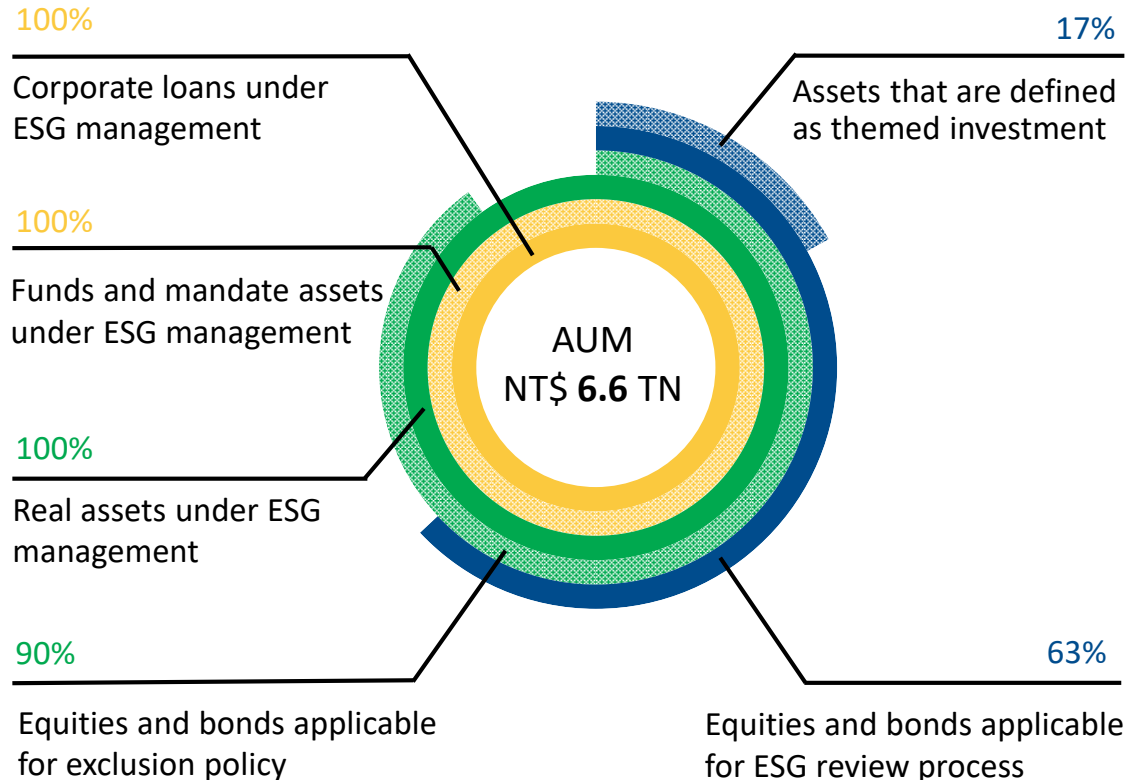 100%
Corporate loans under
ESG management
100%
Funds and mandate assets
under ESG management
100%
Real assets under ESG
management
90%
Equities and bonds applicable
for exclusion policy
AUM
NT$ 6.6 TN
17%
Assets that are defined
as themed investment
63%
Equities and bonds applicable
for ESG review process